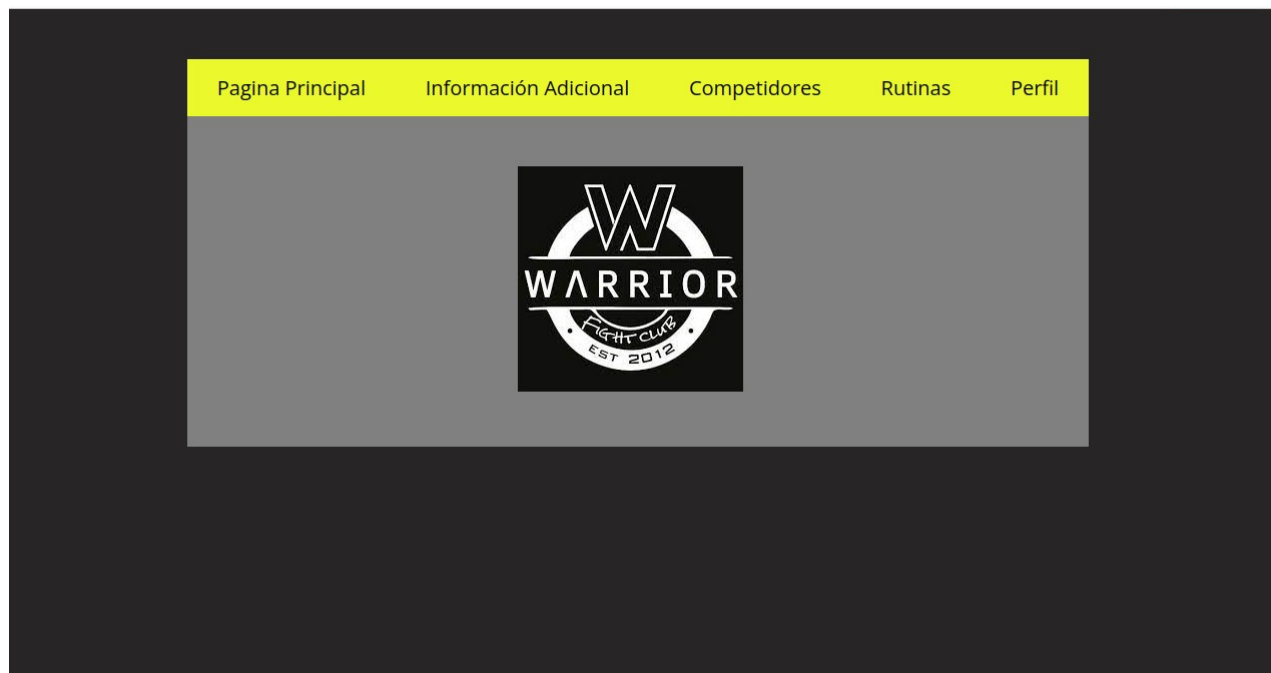 Pagina Principal Información Adicional Competidores Rutinas Perfil
W
WARRIOR
FIGHT CLUB
EST 2012